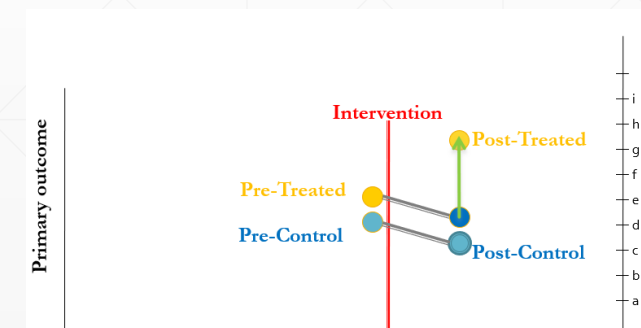 Primary outcome
Intervention
Post-Treated
Pre-Treated
Pre-Control
Post-Control
i
h
g
f
e
d
c
b
a